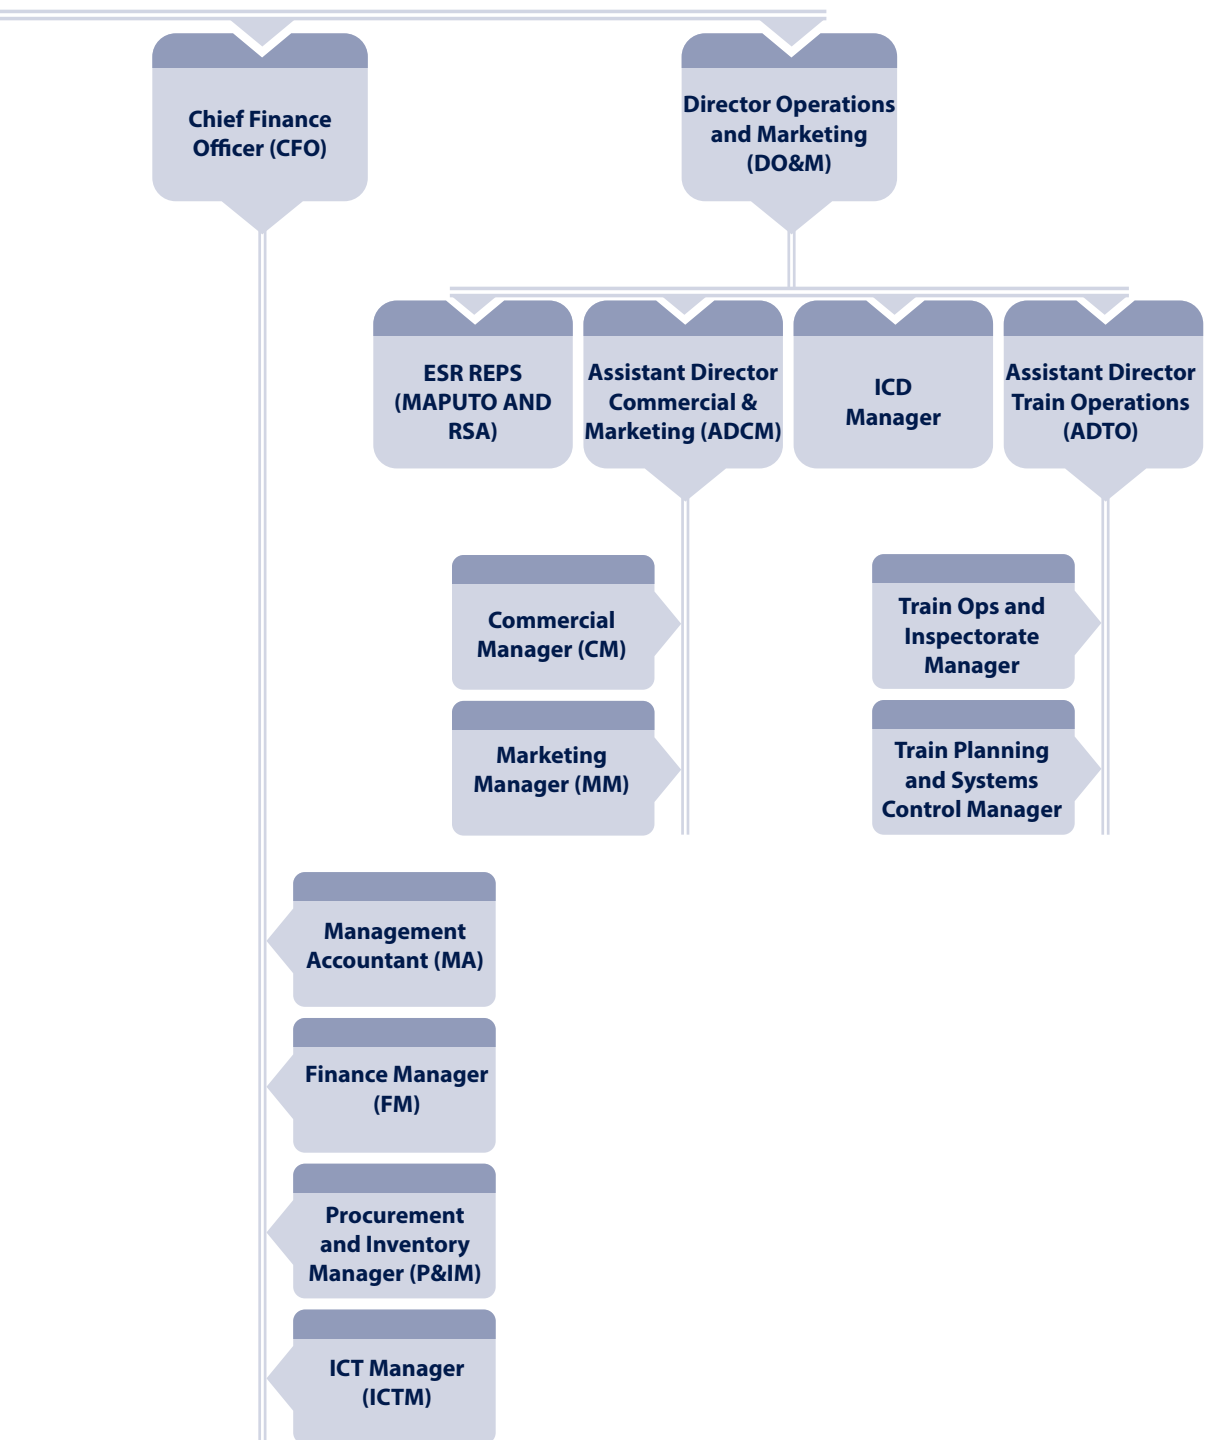 Chief Finance
Officer (CFO)
Director Operations
and Marketing
(DO&M)
ESR REPS
(MAPUTO AND
RSA)
Assistant Director
Commercial &
Marketing (ADCM)
ICD
Manager
Assistant Director
Train Operations
(ADTO)
Commercial
Manager (CM)
Train Ops and
Inspectorate
Manager
Marketing
Manager (MM)
Train Planning
and Systems
Control Manager
Management
Accountant (MA)
Finance Manager
(FM)
Procurement
and Inventory
Manager (P&IM)
ICT Manager
(ICTM)